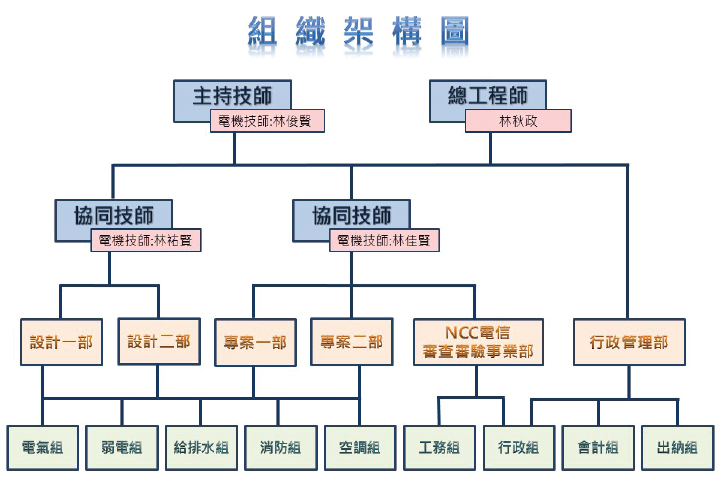 組織架構圖
主持技師
電機技師:林俊賢
總工程師
林秋政
協同技師
電機技師:林祐賢
協同技師
電機技師:林佳賢
設計一部
設計二部
專案一部
專案二部
NCC電信
審查審驗事業部
行政管理部
電氣組
弱電組
給排水組
消防組
空調組
工務組
行政組
會計組
出納組